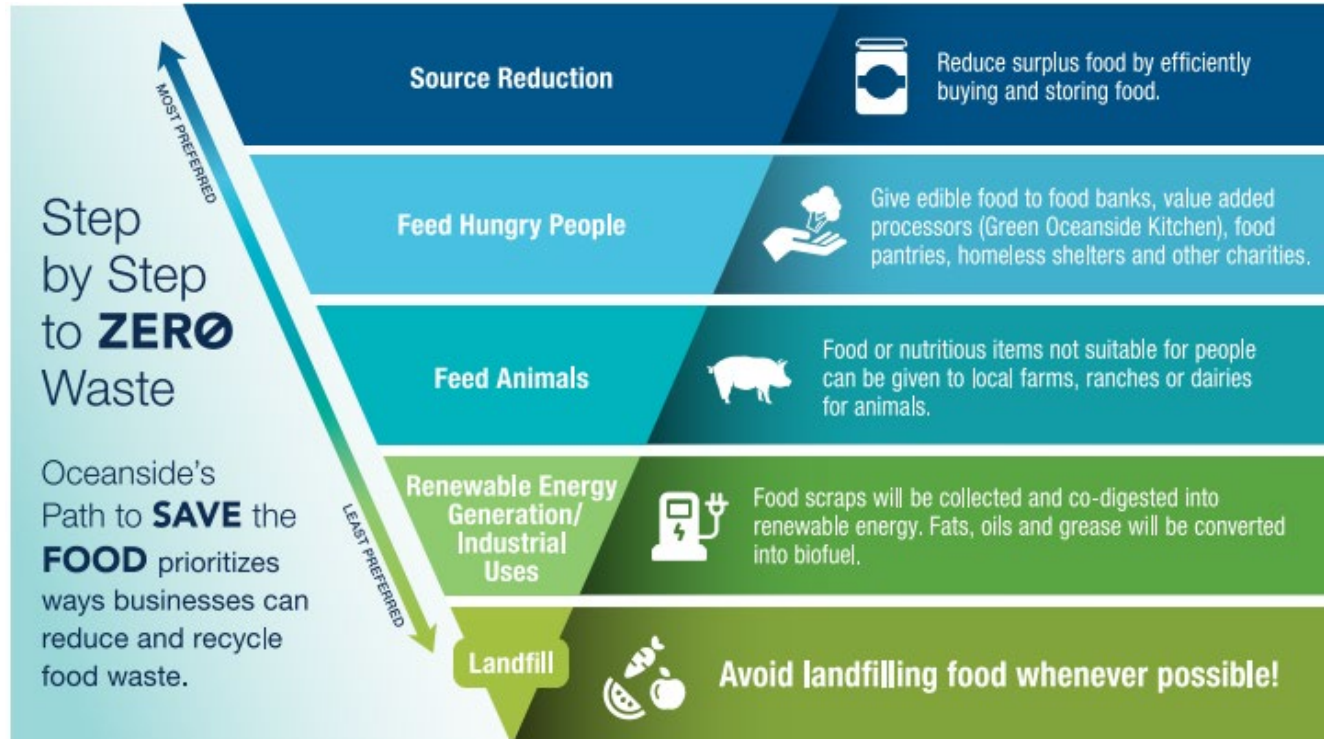 Step
by Step
to ZERØ
Waste
Oceanside's
Path to SAVE the
FOOD prioritizes
ways businesses can
reduce and recycle
food waste.
MOST PREFERRED
LEAST PREFERRED
Source Reduction
Reduce surplus food by efficiently
buying and storing food.
Feed Hungry People
Give edible food to food banks, value added
processors (Green Oceanside Kitchen), food
pantries, homeless shelters and other charities.
Feed Animals
Food or nutritious items not suitable for people
can be given to local farms, ranches or dairies
for animals.
Renewable Energy
Generation/
Industrial
Uses
Food scraps will be collected and co-digested into
renewable energy. Fats, oils and grease will be converted
into biofuel.
Landfill
Avoid landfilling food whenever possible!